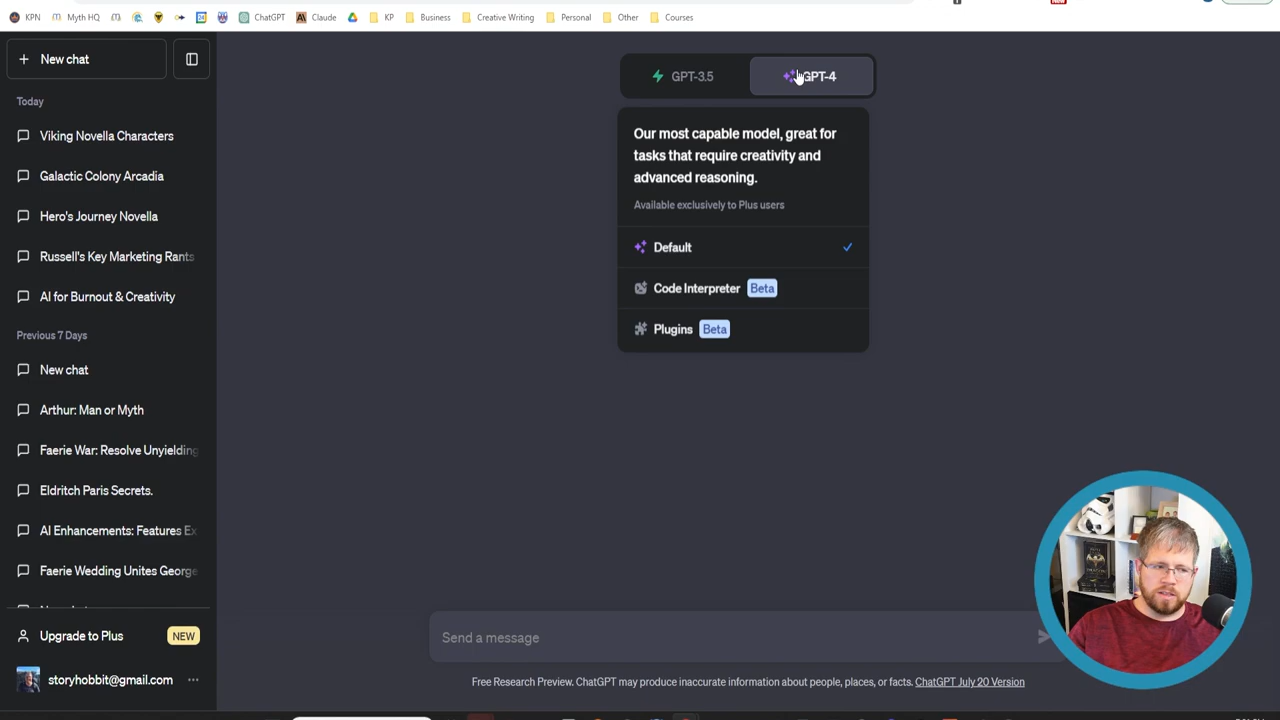 KPN Myth HQ ChatGPT Claude KP Business Creative Writing Personal Other Courses
New chat
GPT-3.5 GPT-4
Today
Viking Novella Characters
Galactic Colony Arcadia
Hero's Journey Novella
Russell's Key Marketing Rants
AI for Burnout & Creativity
Previous 7 Days
New chat
Arthur: Man or Myth
Faerie War: Resolve Unyielding
Eldritch Paris Secrets.
AI Enhancements: Features Ex
Faerie Wedding Unites George
Upgrade to Plus NEW
storyhobbit@gmail.com
Our most capable model, great for
tasks that require creativity and
advanced reasoning.
Available exclusively to Plus users
Default
Code Interpreter Beta
Plugins Beta
Send a message
Free Research Preview. ChatGPT may produce inaccurate information about people, places, or facts. ChatGPT July 20 Version